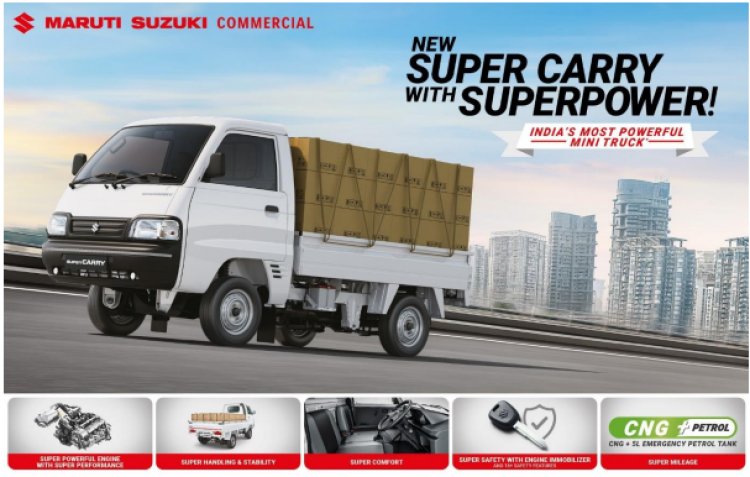 MARUTI SUZUKI COMMERCIAL
NEW
SUPER CARRY
WITH SUPERPOWER!
INDIA'S MOST POWERFUL
MINI TRUCK
SUPER CARRY
CNG + PETROL
CNG + 5L EMERGENCY PETROL TANK
SUPER POWERFUL ENGINE
WITH SUPER PERFORMANCE
SUPER HANDLING & STABILITY
SUPER COMFORT
SUPER SAFETY WITH ENGINE IMMOBILIZER
SAFETY FEATURES
SUPER MILEAGE